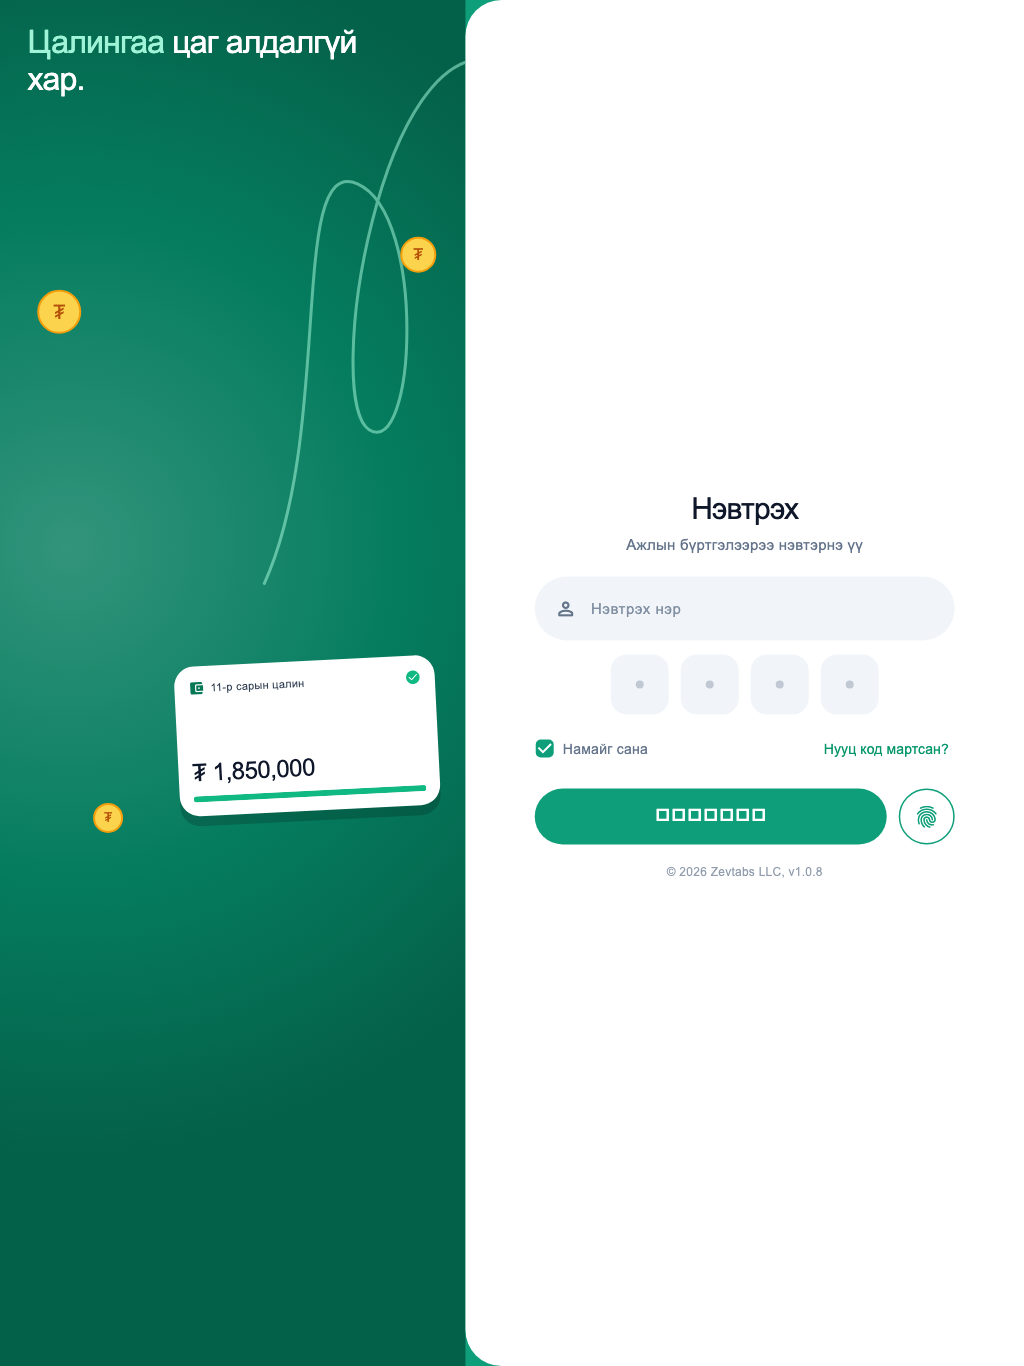 Цалингаа цаг алдалгүй
хар.
₮
₮
11-р сарын цалин
₮ 1,850,000
₮
Нэвтрэх
Ажлын бүртгэлээрээ нэвтэрнэ үү
Нэвтрэх нэр
Намайг сана
Нууц код мартсан?
© 2026 Zevtabs LLC, v1.0.8